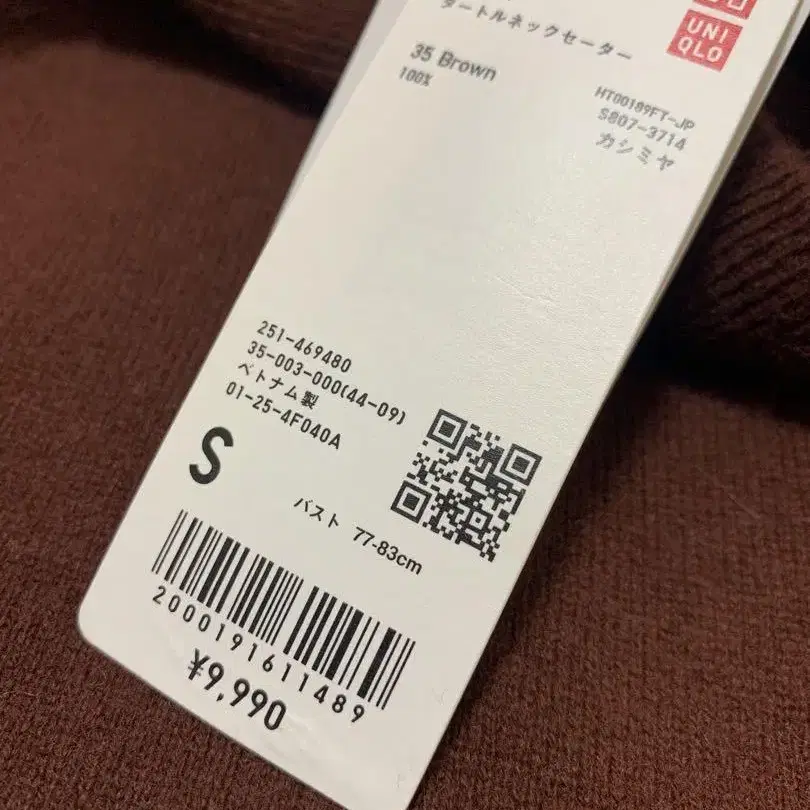 タートルネックセーター
UNI
QLO
35 Brown
100%
HT00189FT-JP
S807-3714
カシミヤ
251-469480
35-003-000(44-09)
ベトナム製
01-25-4F040A
S
バスト 77-83cm
2000191611489
¥9,990